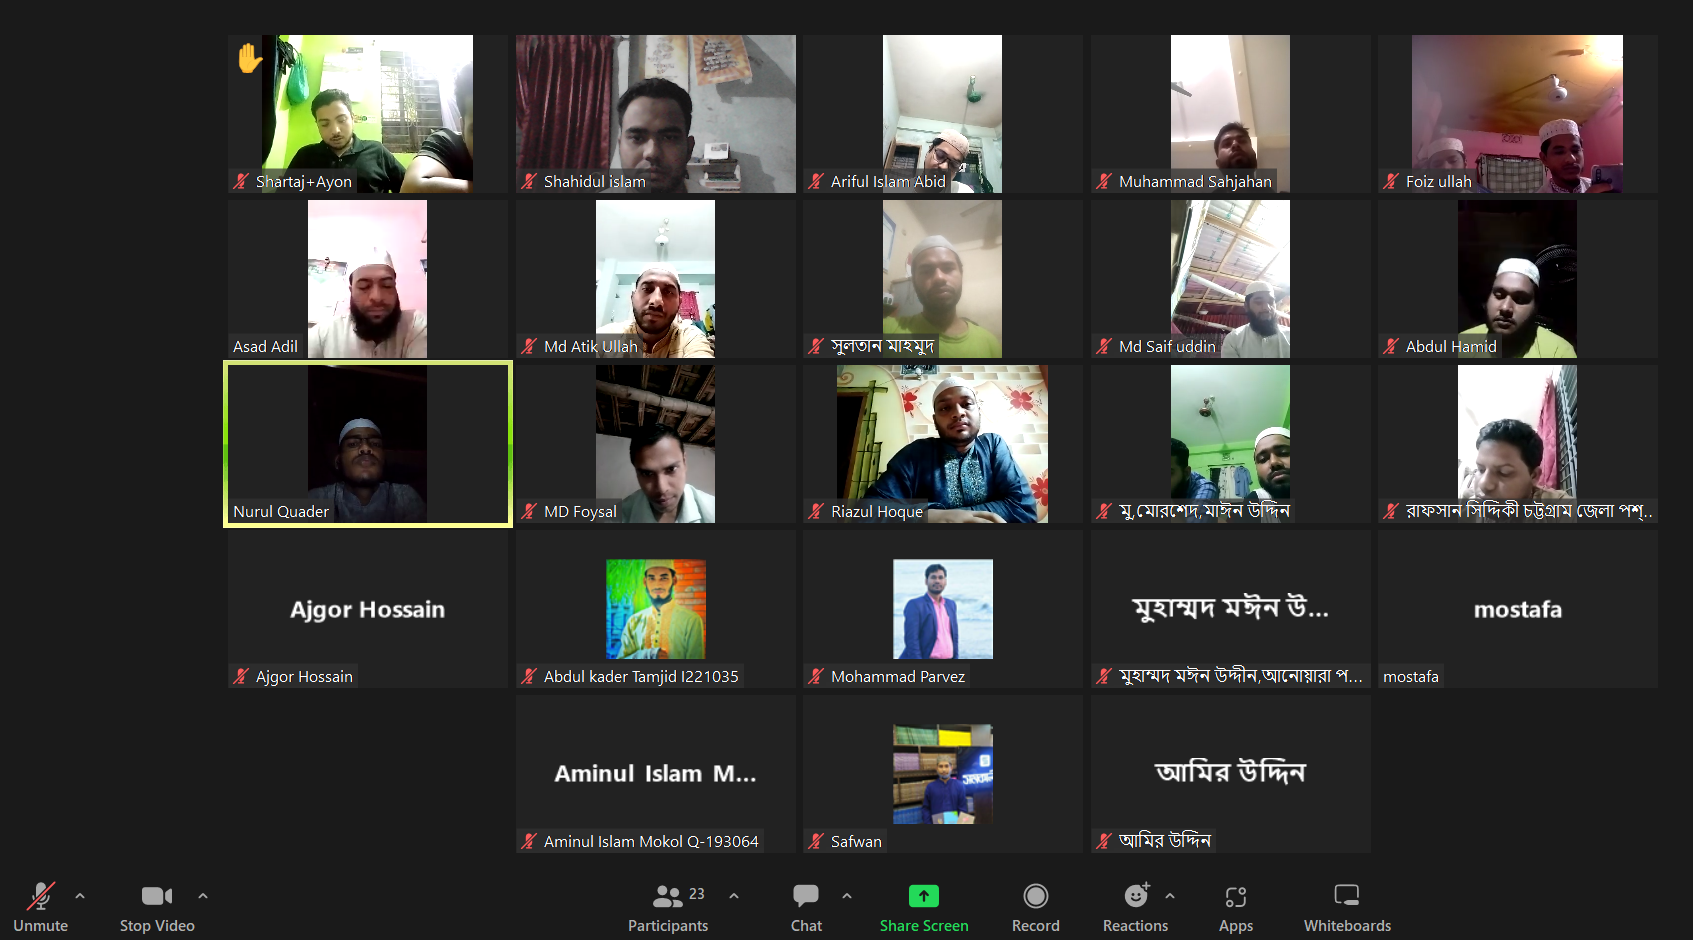 Shartaj+Ayon
Shahidul islam
Ariful Islam Abid
Muhammad Sahjahan
Foiz ullah
Asad Adil
Md Atik Ullah
সুলতান মাহমুদ
Md Saif uddin
Abdul Hamid
Nurul Quader
MD Foysal
Riazul Hoque
মু,মোরশেদ,মাঈন উদ্দিন
রাফসান সিদ্দিকী চট্টগ্রাম জেলা পশ্..
Ajgor Hossain
মুহাম্মদ মঈন উ...
mostafa
Ajgor Hossain
Abdul kader Tamjid I221035
Mohammad Parvez
মুহাম্মদ মঈন উদ্দীন,আনোয়ারা প...
mostafa
Aminul Islam M...
আমির উদ্দিন
Aminul Islam Mokol Q-193064
Safwan
আমির উদ্দিন
23
Unmute
Stop Video
Participants
Chat
Share Screen
Record
Reactions
Apps
Whiteboards